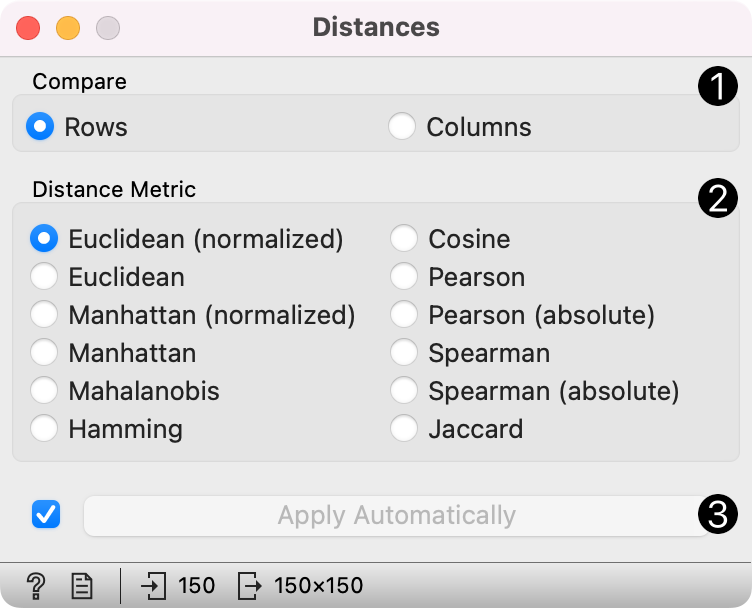 Distances
Compare
1
Rows Columns
Distance Metric
2
Euclidean (normalized) Cosine
Euclidean Pearson
Manhattan (normalized) Pearson (absolute)
Manhattan Spearman
Mahalanobis Spearman (absolute)
Hamming Jaccard
Apply Automatically
3
? 150 150×150